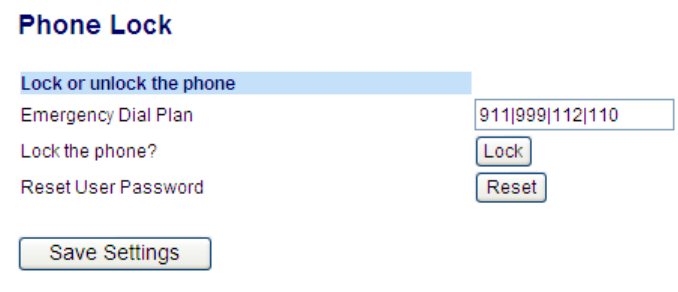 Phone Lock
Lock or unlock the phone
Emergency Dial Plan 911|999|112|110
Lock the phone? Lock
Reset User Password Reset
Save Settings